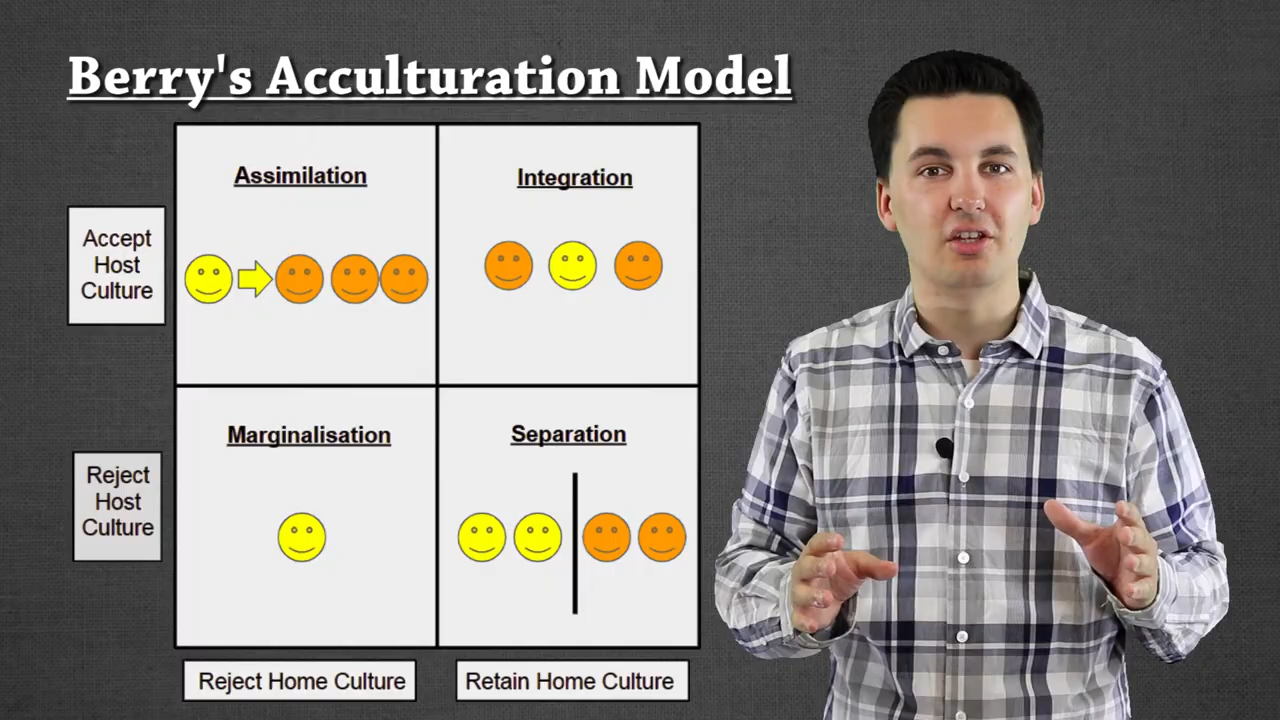 Berry's Acculturation Model
Assimilation
Integration
Accept
Host
Culture
Marginalisation
Separation
Reject
Host
Culture
Reject Home Culture
Retain Home Culture